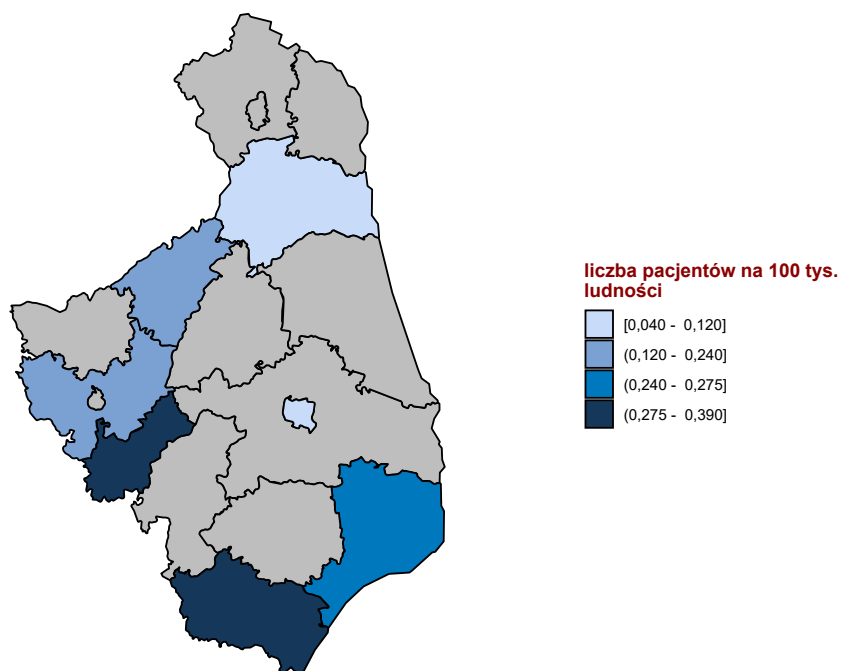 liczba pacjentów na 100 tys.
ludności
[0,040 - 0,120]
(0,120 - 0,240]
(0,240 - 0,275]
(0,275 - 0,390]